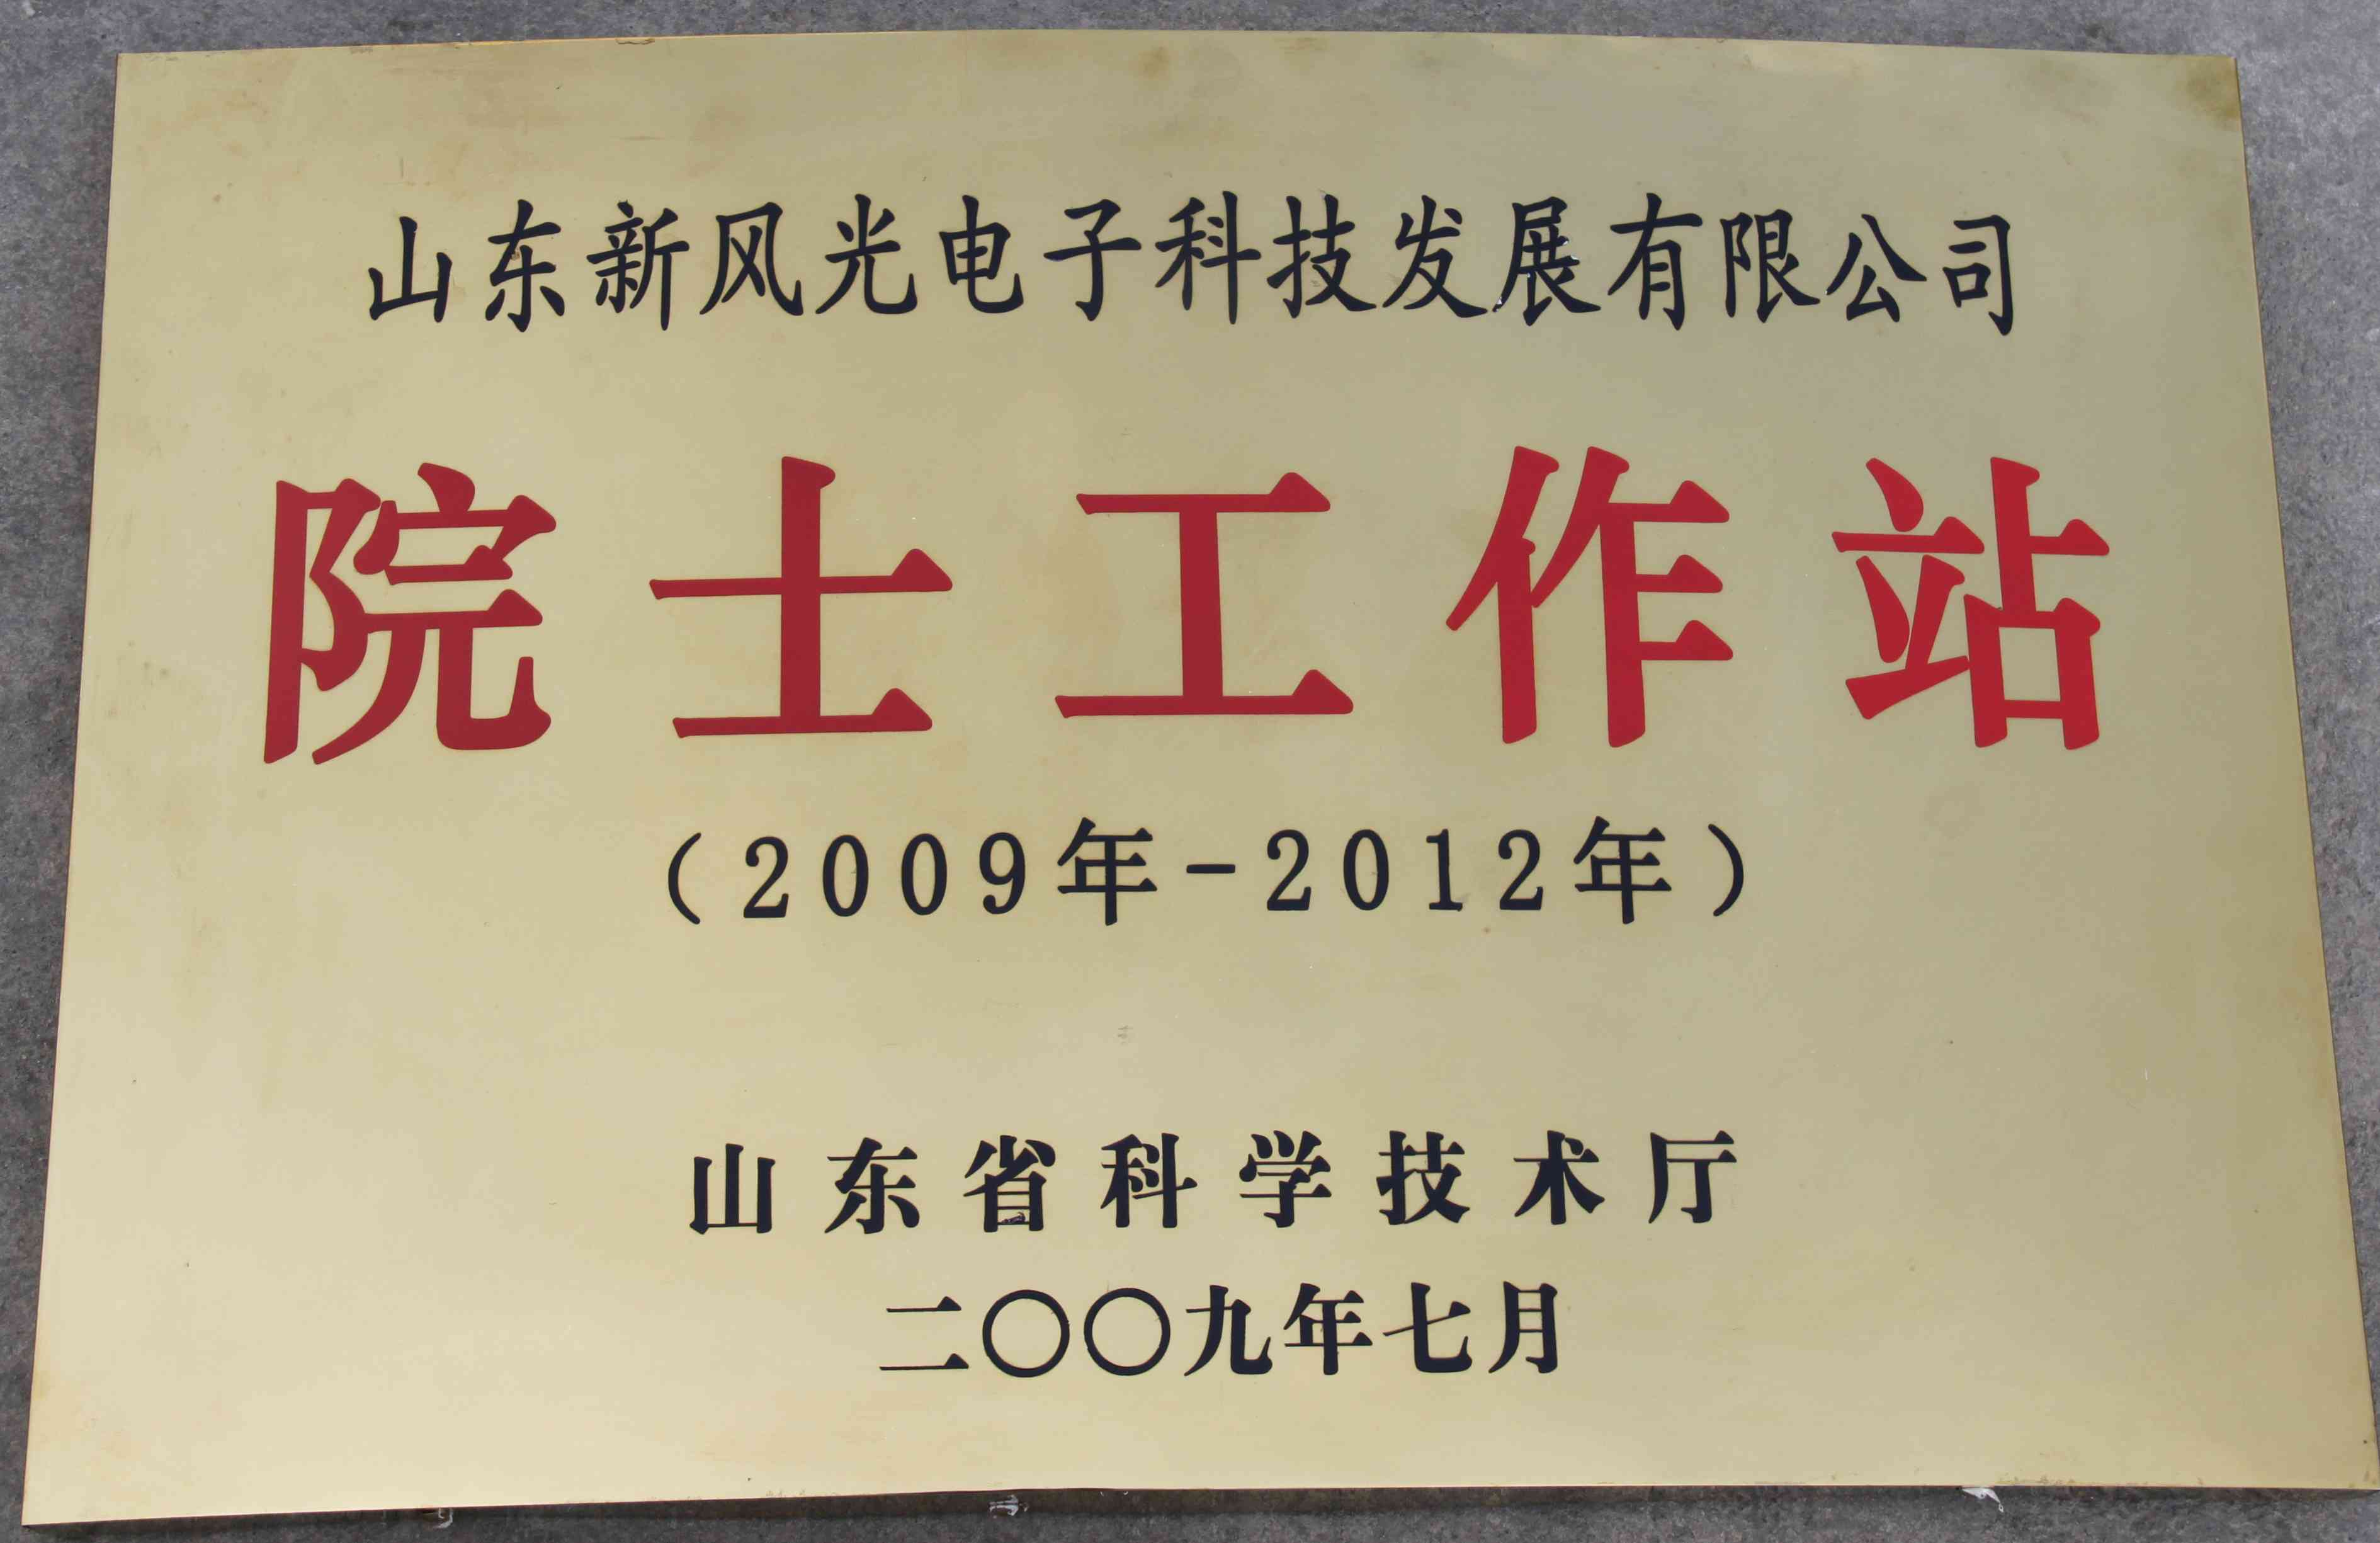 山东新风光电子科技发展有限公司
院士工作站
（2009年-2012年）
山东省科学技术厅
二〇〇九年七月